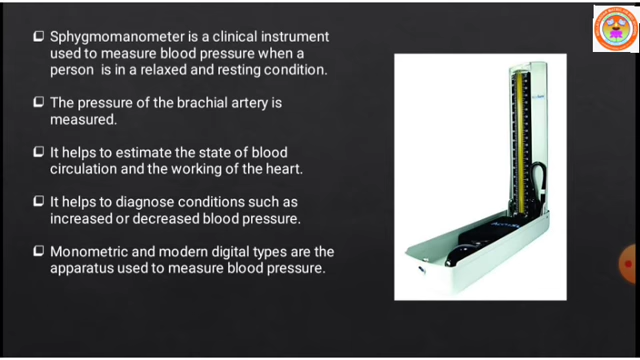 Sphygmomanometer is a clinical instrument
used to measure blood pressure when a
person is in a relaxed and resting condition.
The pressure of the brachial artery is
measured.
It helps to estimate the state of blood
circulation and the working of the heart.
It helps to diagnose conditions such as
increased or decreased blood pressure.
Monometric and modern digital types are the
apparatus used to measure blood pressure.